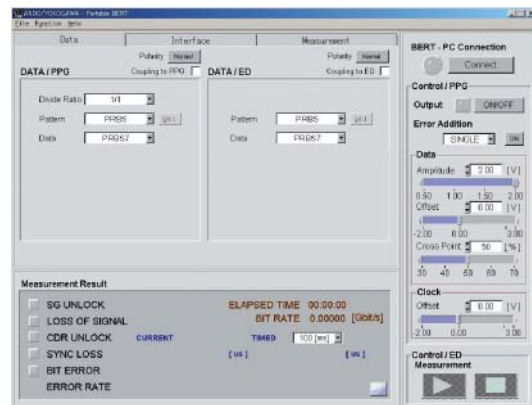 ANDO/YOKOGAWA - Portable BERT
File Function Help
Data Interface Measurement
Polarity Normal
DATA / PPG Coupling to PPG
Divide Ratio 1/1
Pattern PRBS
Data PRBS7
Polarity Normal
DATA / ED Coupling to ED
Pattern PRBS
Data PRBS7
Measurement Result
SG UNLOCK
LOSS OF SIGNAL
CDR UNLOCK
SYNC LOSS
BIT ERROR
ERROR RATE
ELAPSED TIME 00:00:00
BIT RATE 0.00000 [Gbit/s]
CURRENT TIMED 100 [ms]
BERT - PC Connection
Connect
Control / PPG
Output ON/OFF
Error Addition
SINGLE ON
Data
Amplitude 2.00 [V]
0.50 1.00 1.50 2.00
Offset 0.00 [V]
-2.00 0.00 3.00
Cross Point 50 [%]
30 40 50 60 70
Clock
Offset 0.00 [V]
-2.00 0.00 3.00
Control / ED
Measurement